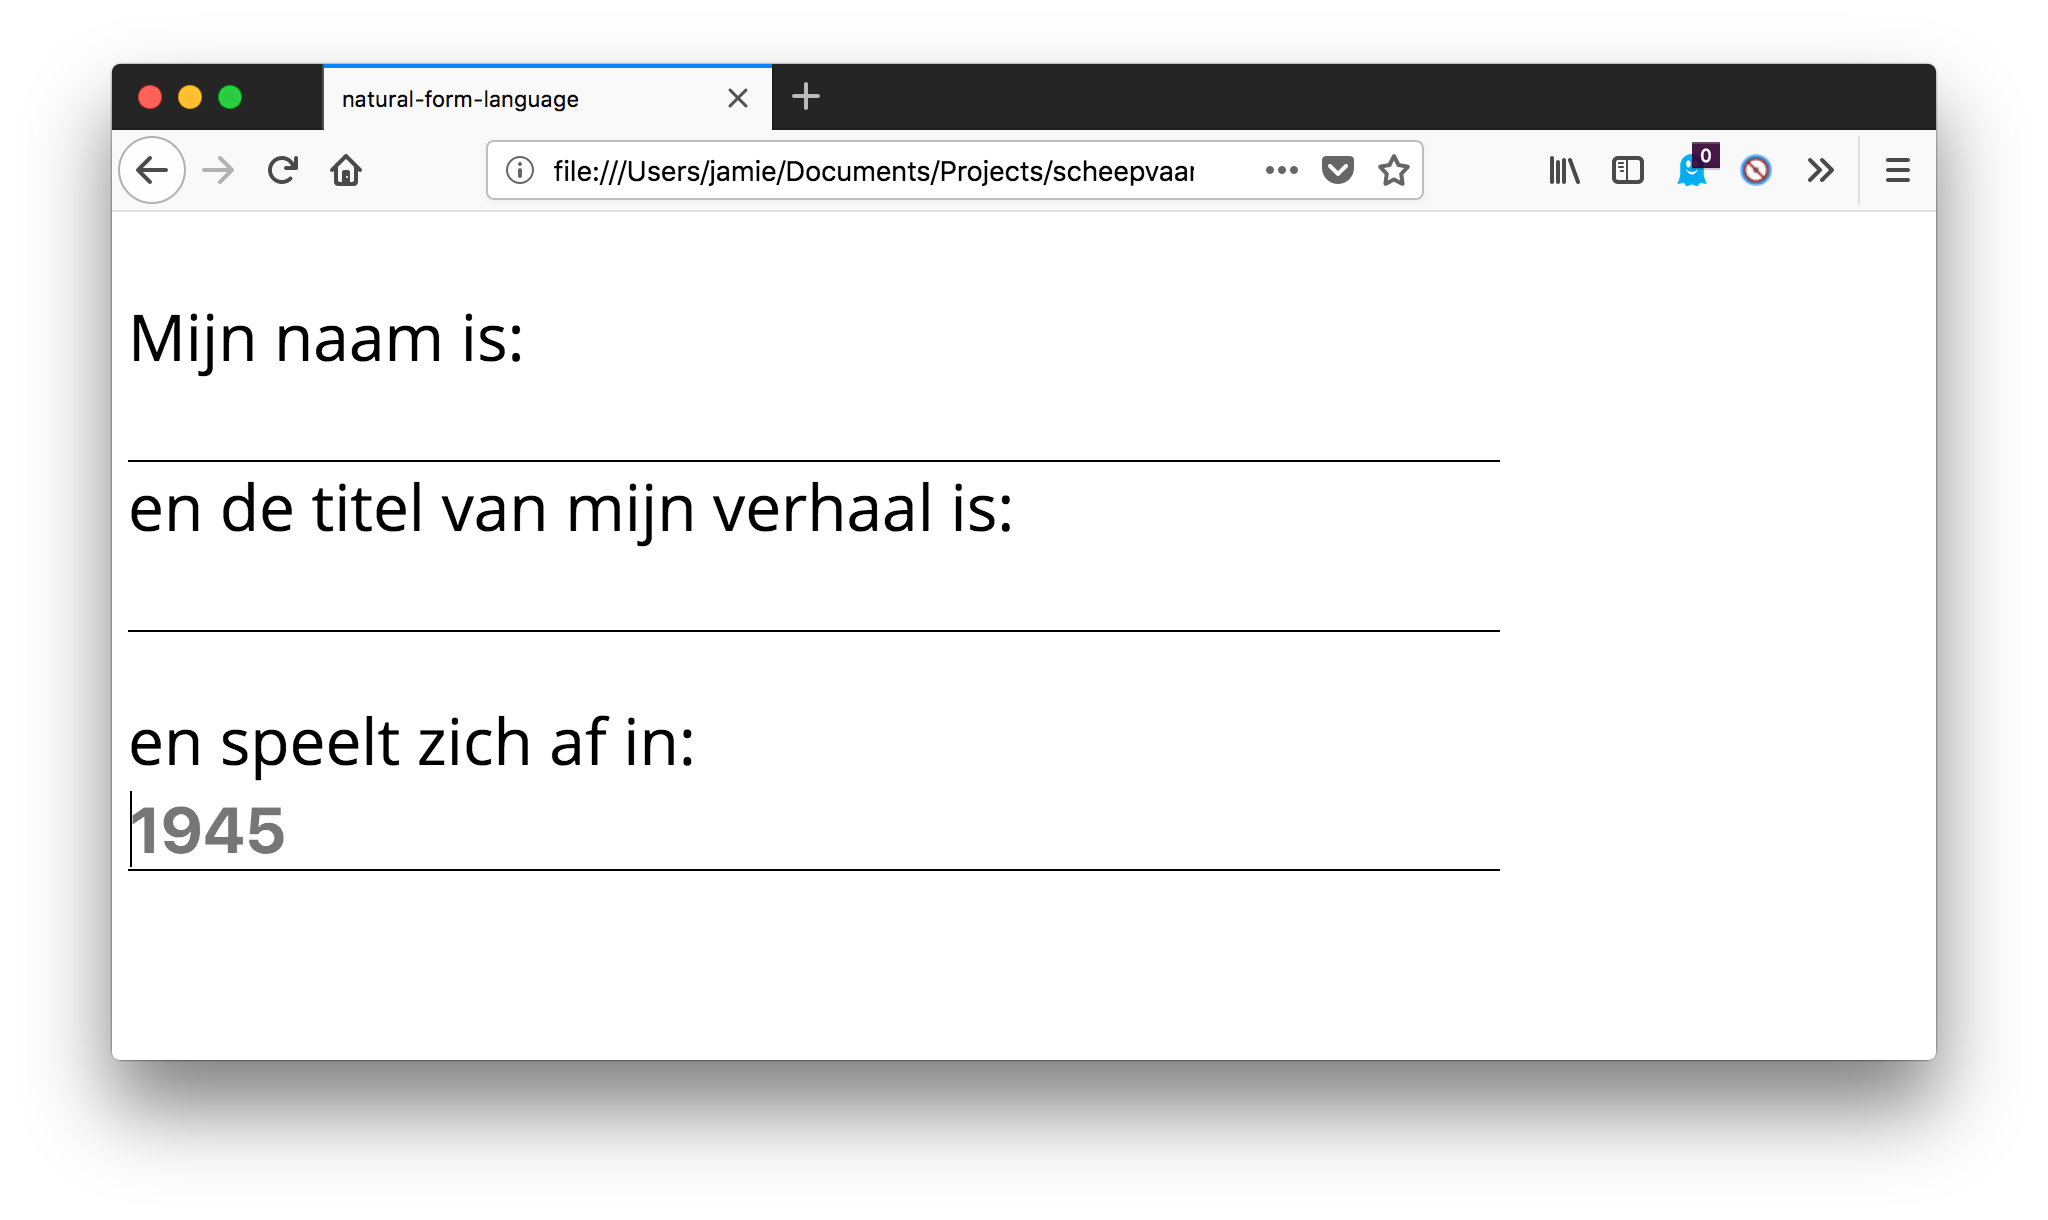 natural-form-language
file:///Users/jamie/Documents/Projects/scheepvaar
0
Mijn naam is:
en de titel van mijn verhaal is:
en speelt zich af in:
1945